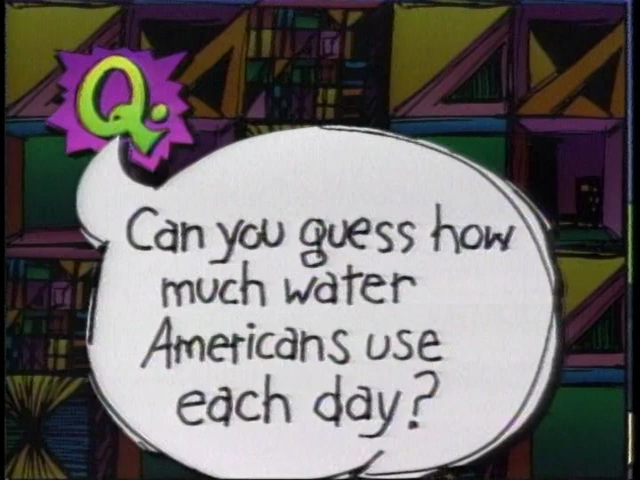 Q.
Can you guess how
much water
Americans use
each day?